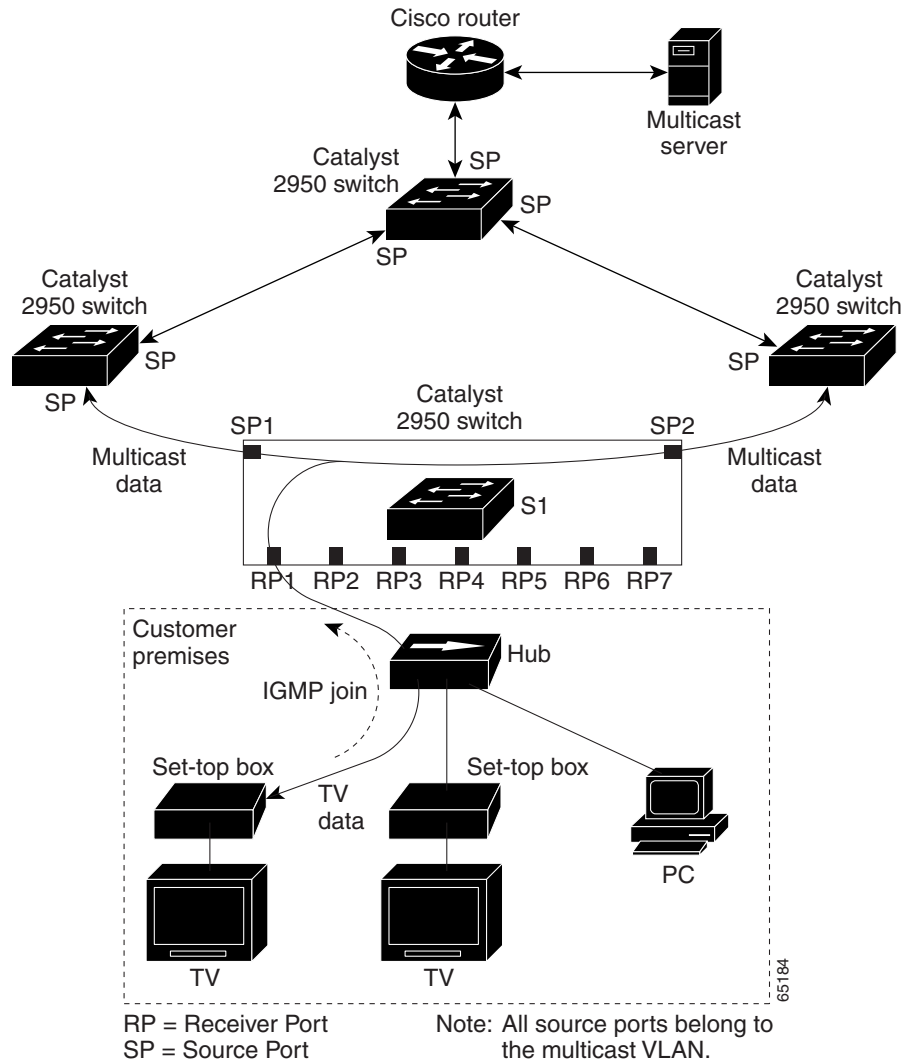 Cisco router
Multicast
server
Catalyst
2950 switch
SP
SP
SP
Catalyst
2950 switch
SP
SP
Catalyst
2950 switch
SP
Catalyst
2950 switch
SP1
SP2
Multicast
data
Multicast
data
S1
RP1 RP2 RP3 RP4 RP5 RP6 RP7
Customer
premises
Hub
IGMP join
Set-top box
Set-top box
TV
data
PC
TV
TV
65184
RP = Receiver Port
SP = Source Port
Note: All source ports belong to
the multicast VLAN.